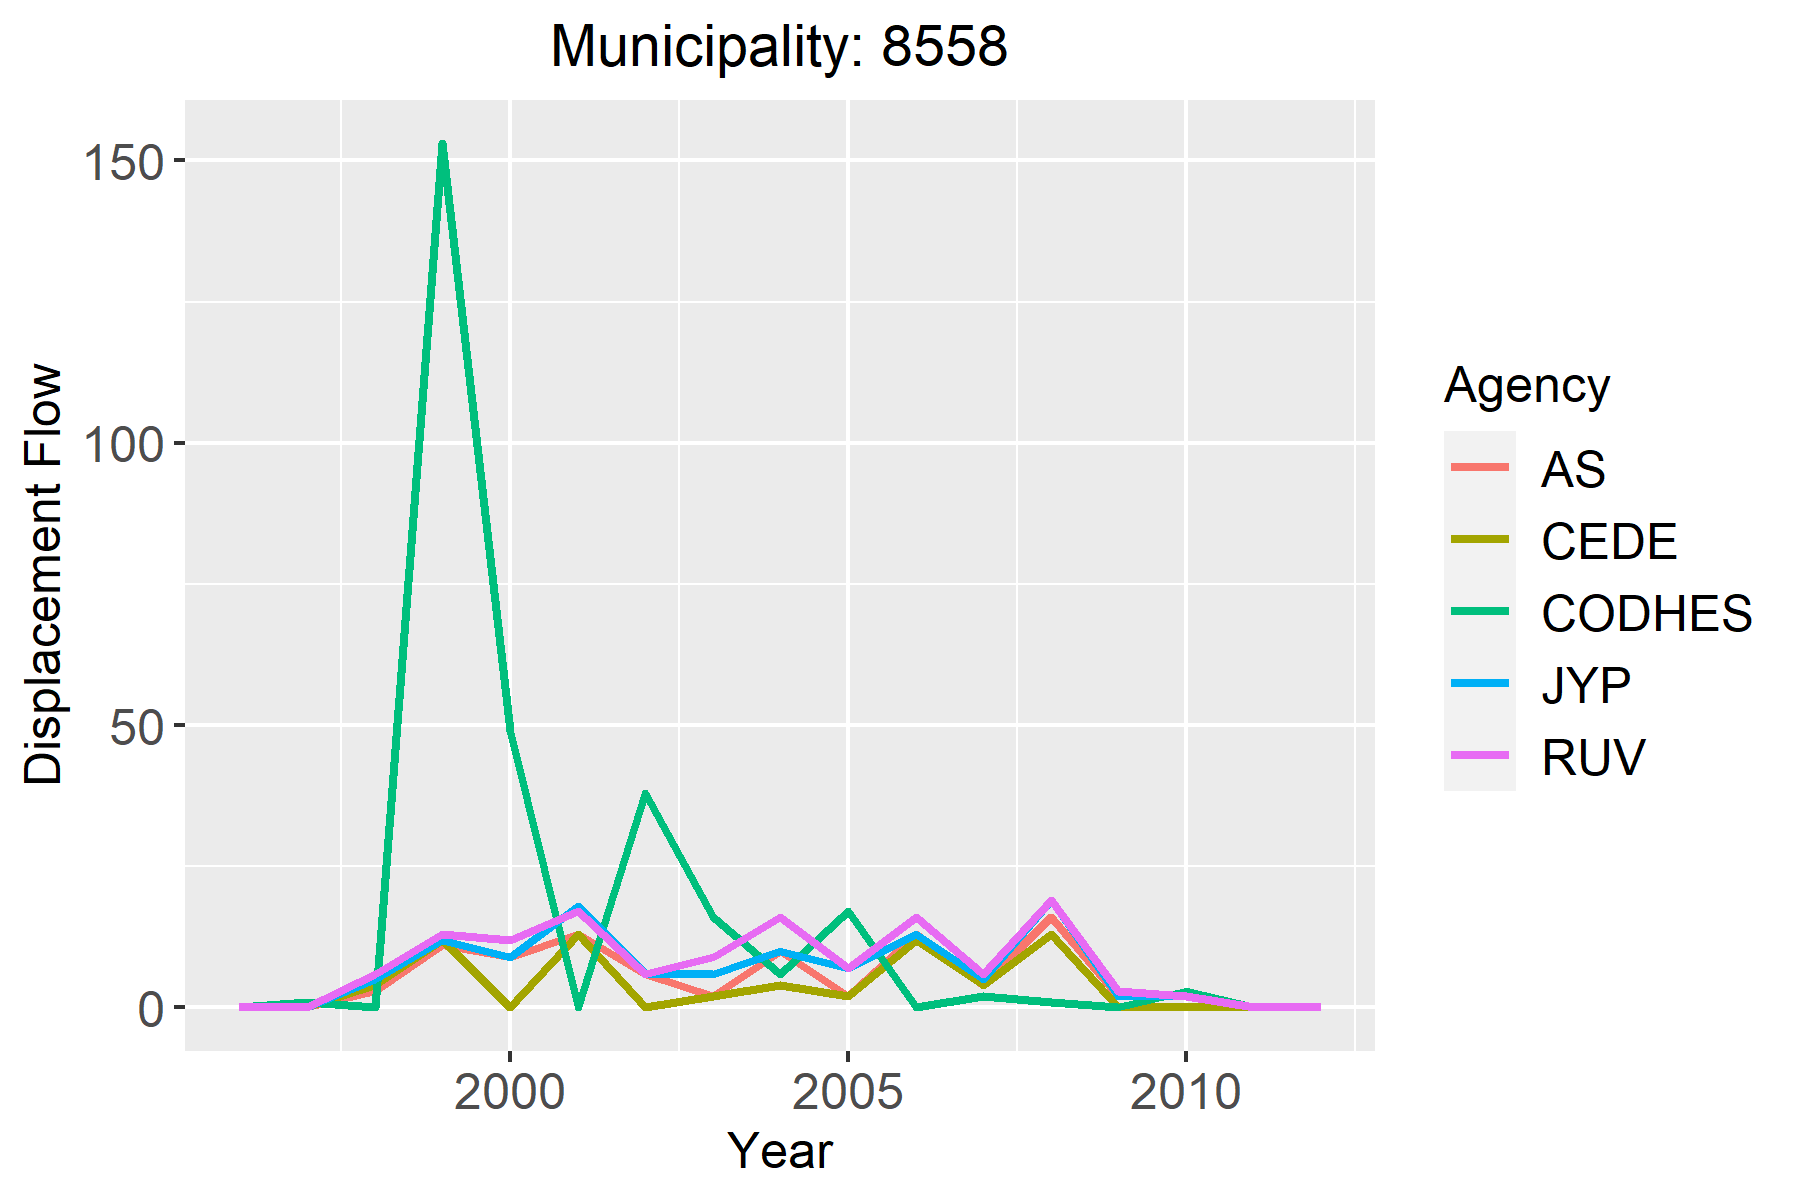 Municipality: 8558
Displacement Flow
150
100
50
0
2000 2005 2010
Year
Agency
AS
CEDE
CODHES
JYP
RUV